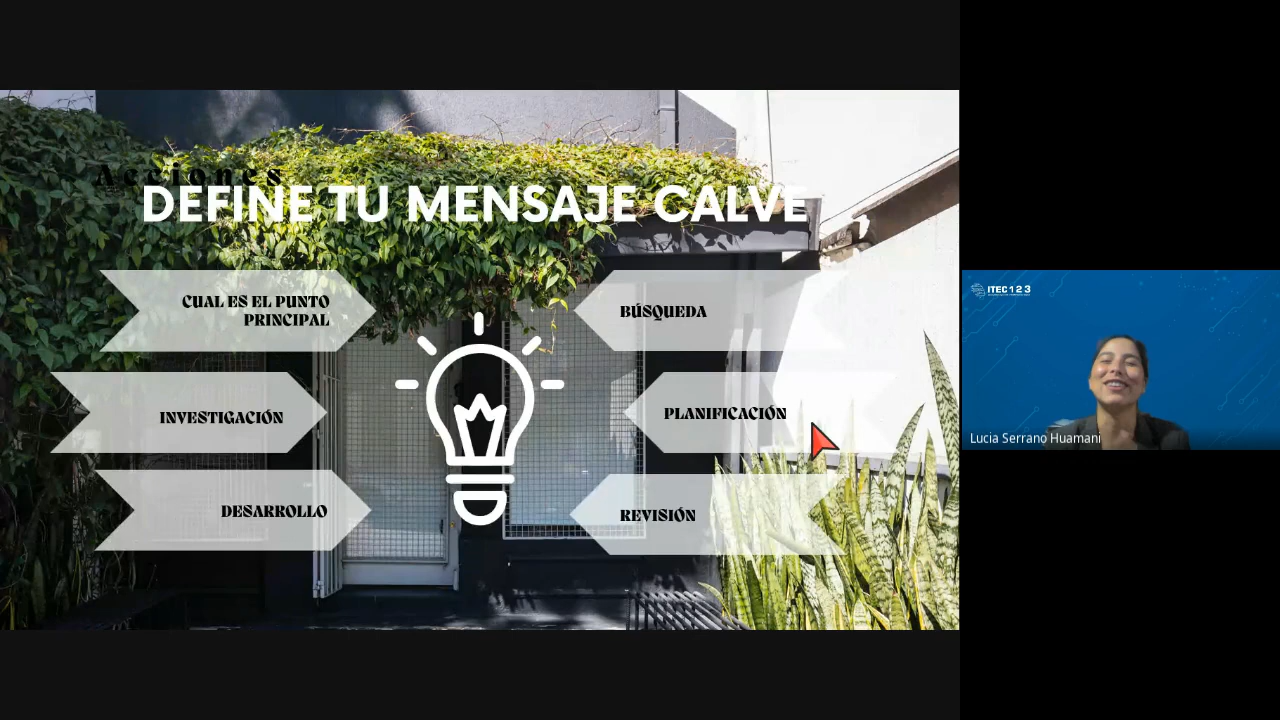 Acciones
DEFINE TU MENSAJE CALVE
CUAL ES EL PUNTO
PRINCIPAL
BÚSQUEDA
INVESTIGACIÓN
PLANIFICACIÓN
DESARROLLO
REVISIÓN
ITEC 1 2 3
Lucia Serrano Huamani